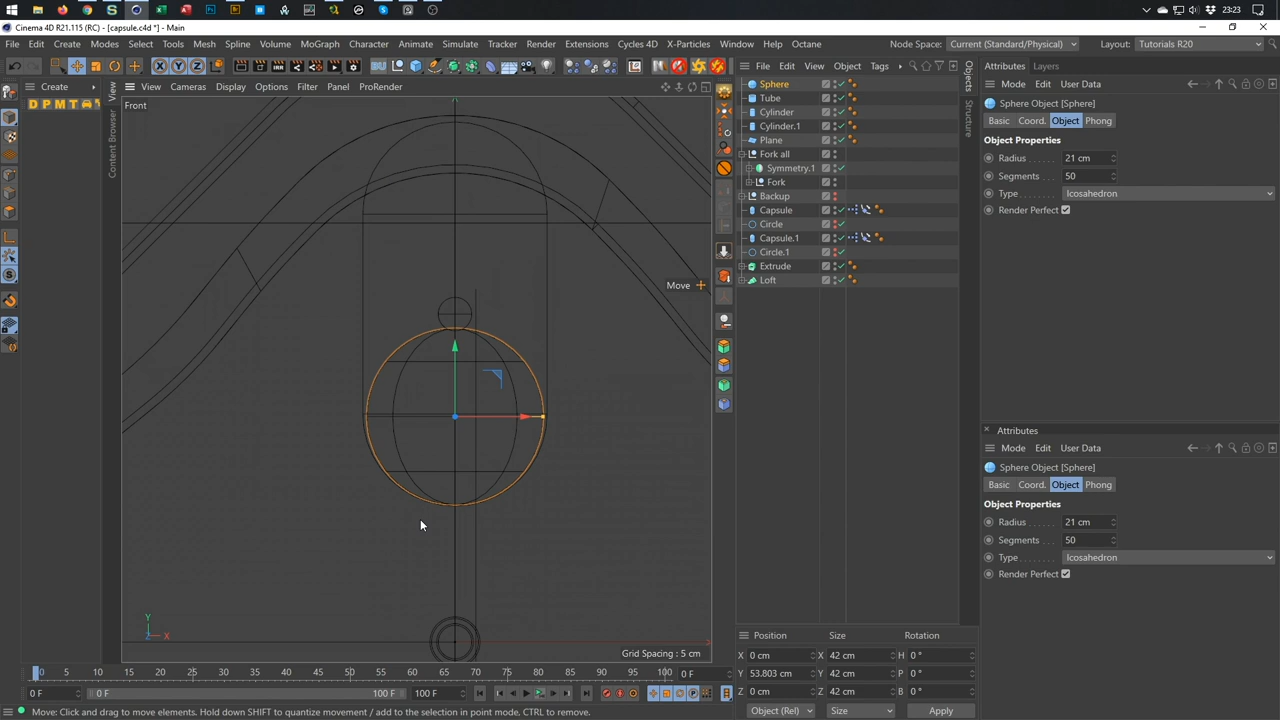 23:23
Cinema 4D R21.115 (RC) - [capsule.c4d *] - Main
File Edit Create Modes Select Tools Mesh Spline Volume MoGraph Character Animate Simulate Tracker Render Extensions Cycles 4D X-Particles Window Help Octane Node Space: Current (Standard/Physical) Layout: Tutorials R20
X Y Z
Create
D P M T
Content Browser
View
View Cameras Display Options Filter Panel ProRender
Front
Move
Grid Spacing : 5 cm
Y
Z X
File Edit View Object Tags
Sphere
Tube
Cylinder
Cylinder.1
Plane
Fork all
Symmetry.1
Fork
Backup
Capsule
Circle
Capsule.1
Circle.1
Extrude
Loft
Objects
Structure
Attributes Layers
Mode Edit User Data
Sphere Object [Sphere]
Basic Coord. Object Phong
Object Properties
Radius 21 cm
Segments 50
Type Icosahedron
Render Perfect
Attributes
Mode Edit User Data
Sphere Object [Sphere]
Basic Coord. Object Phong
Object Properties
Radius 21 cm
Segments 50
Type Icosahedron
Render Perfect
Position Size Rotation
X 0 cm X 42 cm H 0 °
Y 53.803 cm Y 42 cm P 0 °
Z 0 cm Z 42 cm B 0 °
Object (Rel) Size Apply
0 5 10 15 20 25 30 35 40 45 50 55 60 65 70 75 80 85 90 95 100 0 F
0 F 0 F 100 F 100 F
Move: Click and drag to move elements. Hold down SHIFT to quantize movement / add to the selection in point mode, CTRL to remove.